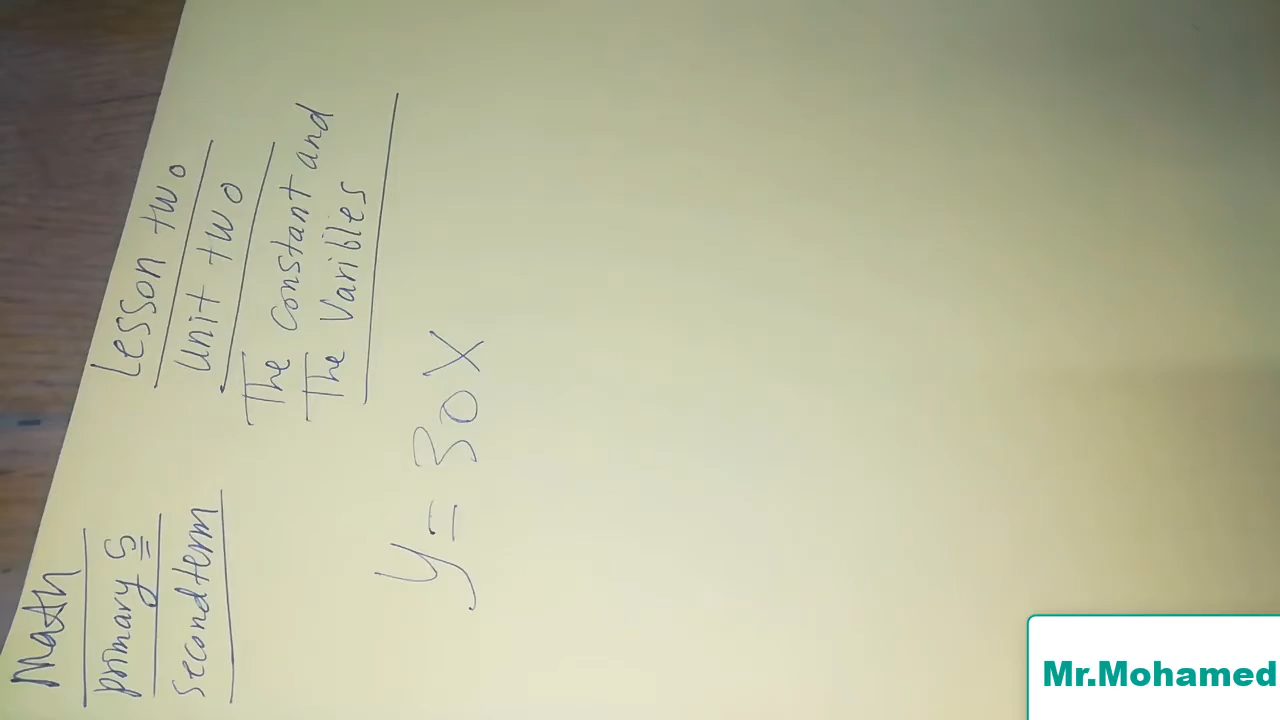 Math
primary 5
second term
Lesson two
unit two
The constant and
The Varibles
y = 30X
Mr.Mohamed